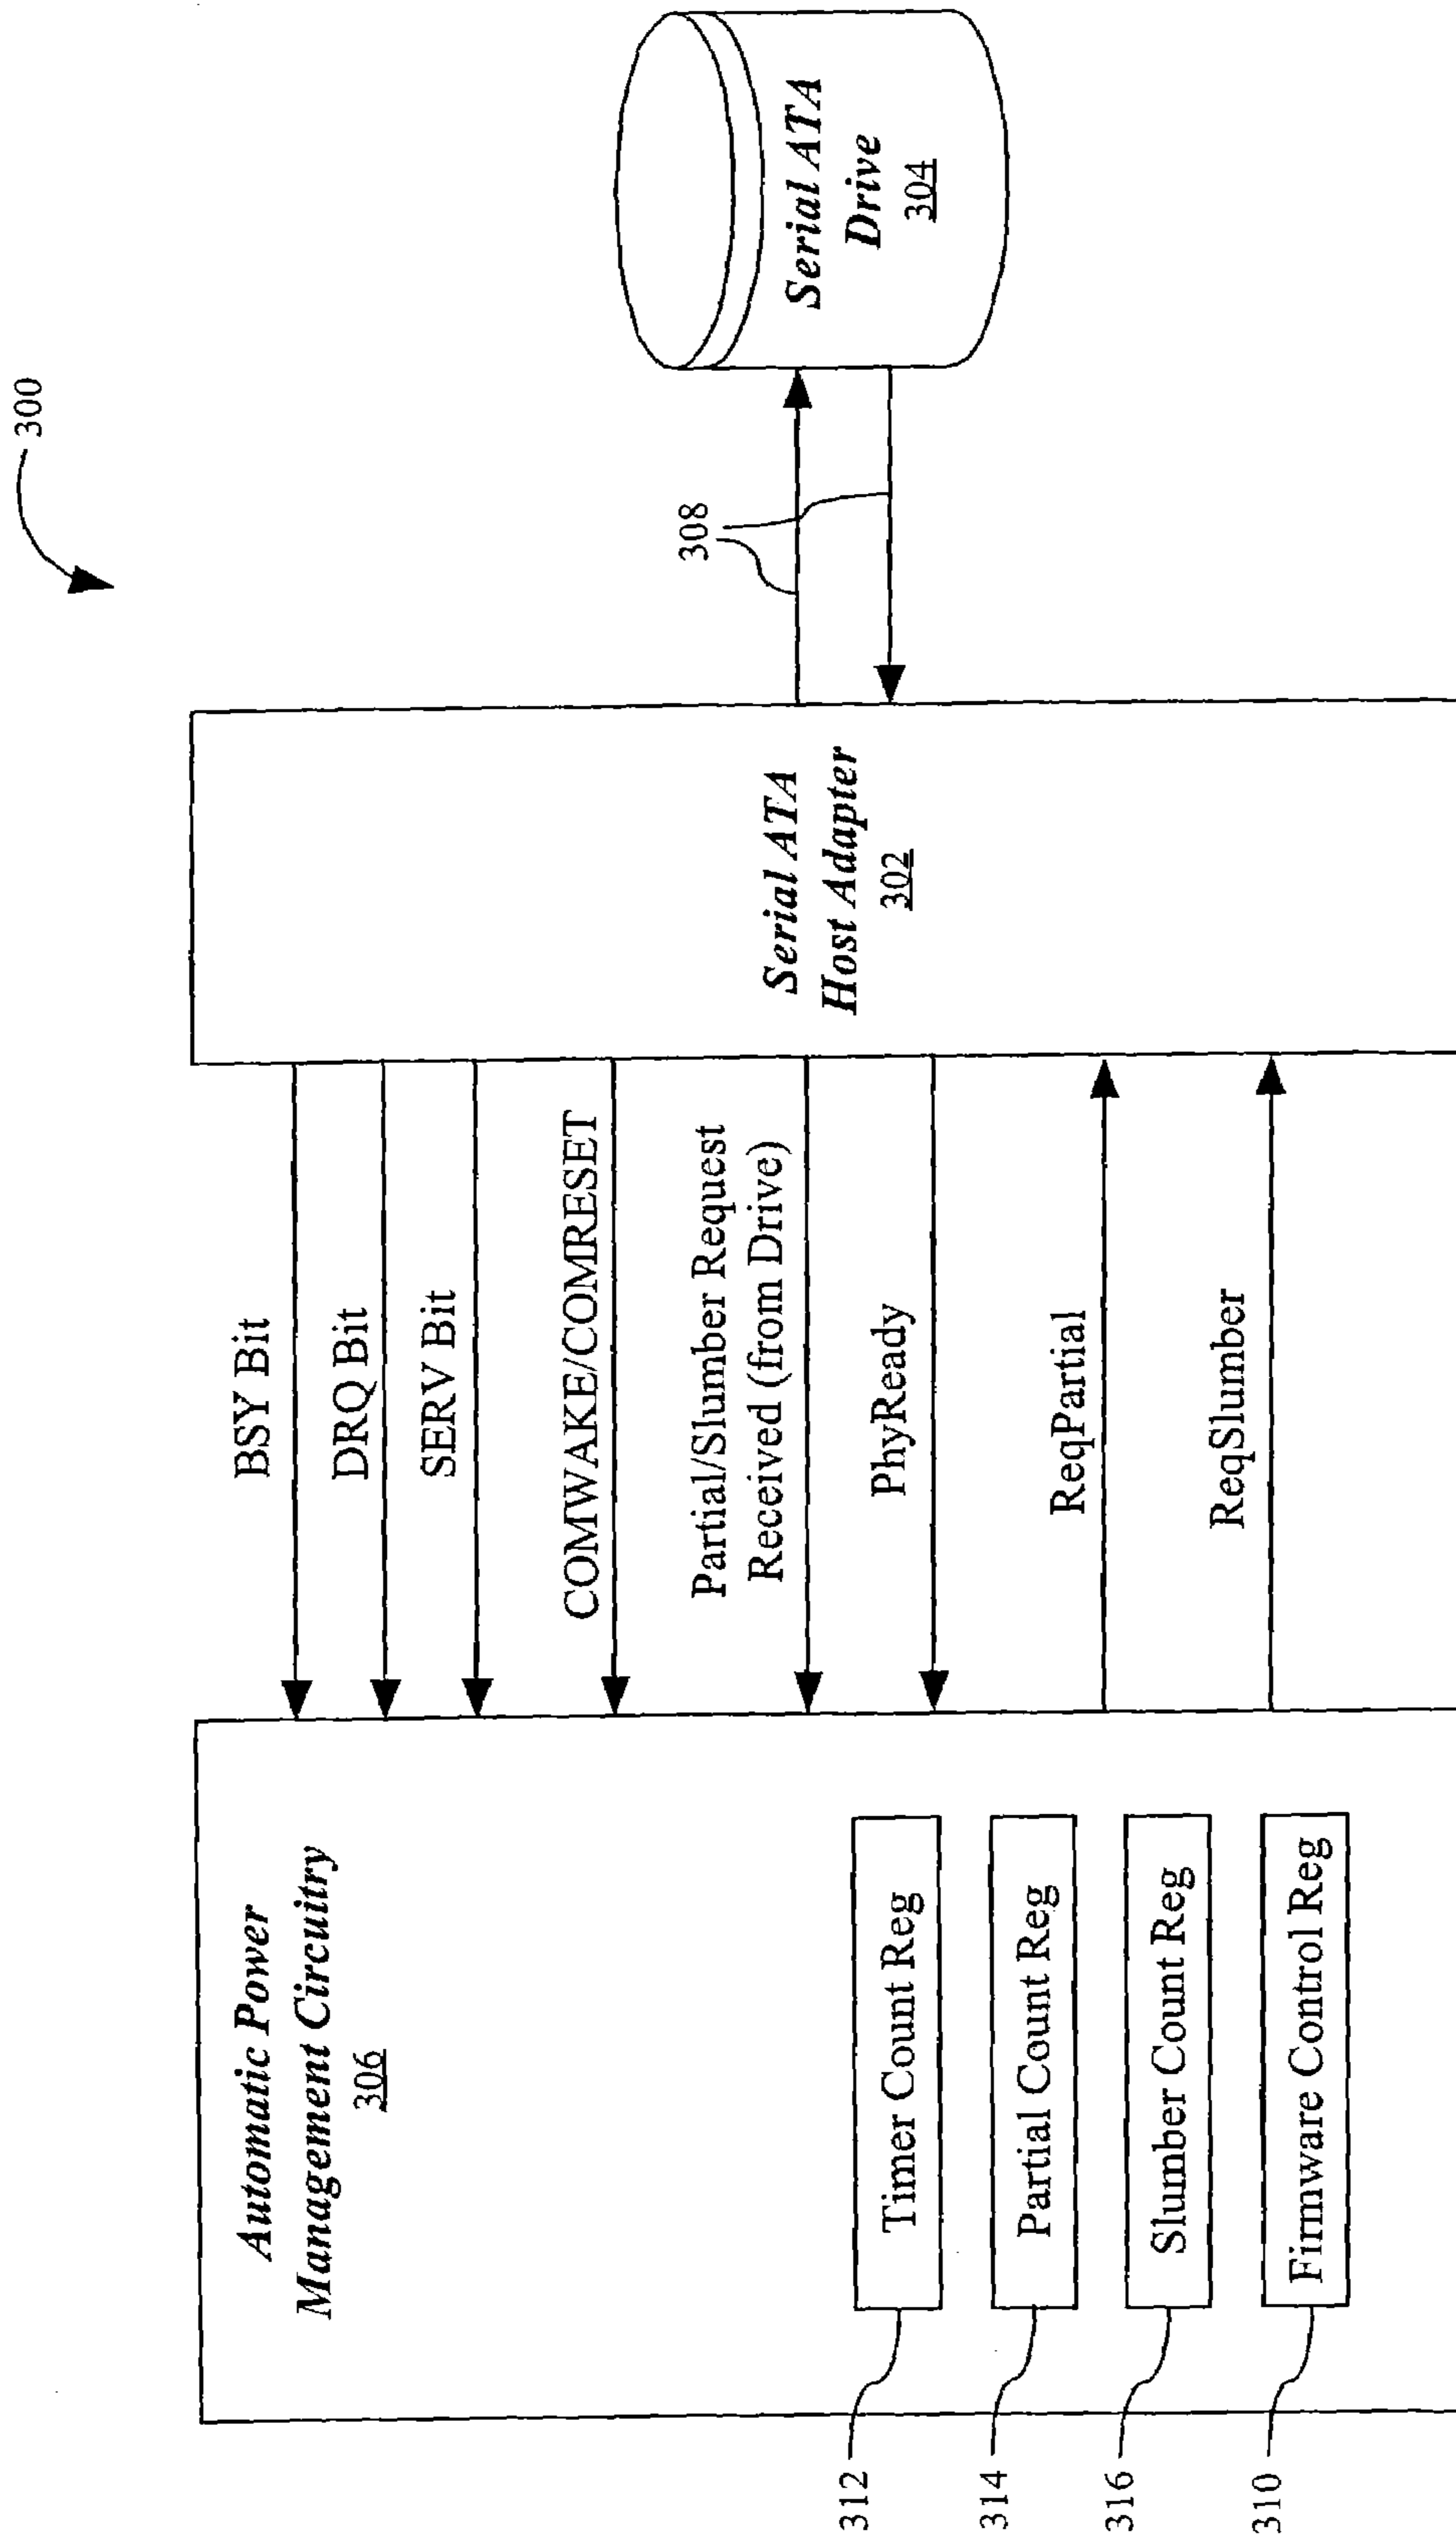 300
Automatic Power
Management Circuitry
306
312
Timer Count Reg
314
Partial Count Reg
316
Slumber Count Reg
310
Firmware Control Reg
BSY Bit
DRQ Bit
SERV Bit
COMWAKE/COMRESET
Partial/Slumber Request
Received (from Drive)
PhyReady
ReqPartial
ReqSlumber
Serial ATA
Host Adapter
302
308
Serial ATA
Drive
304